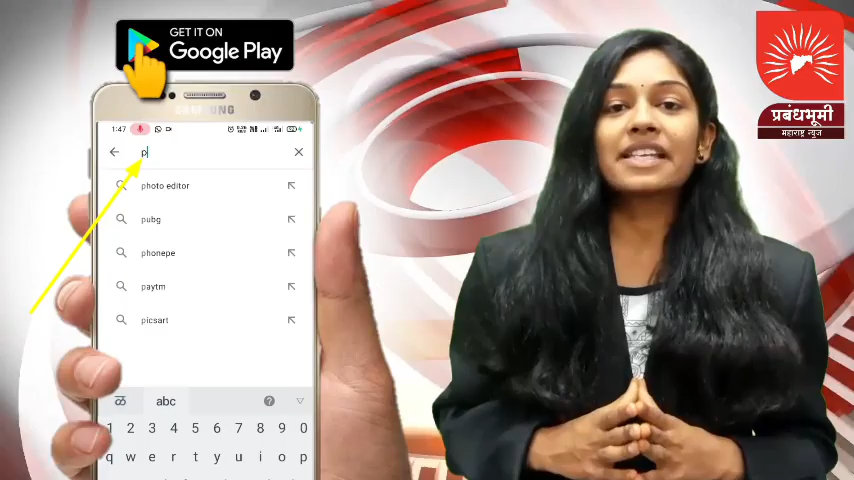 GET IT ON
Google Play
SAMSUNG
1:47
p
photo editor
pubg
phonepe
paytm
picsart
ळ abc
1 2 3 4 5 6 7 8 9 0
q w e r t y u i o p
प्रबंधभूमी
महाराष्ट्र न्युज